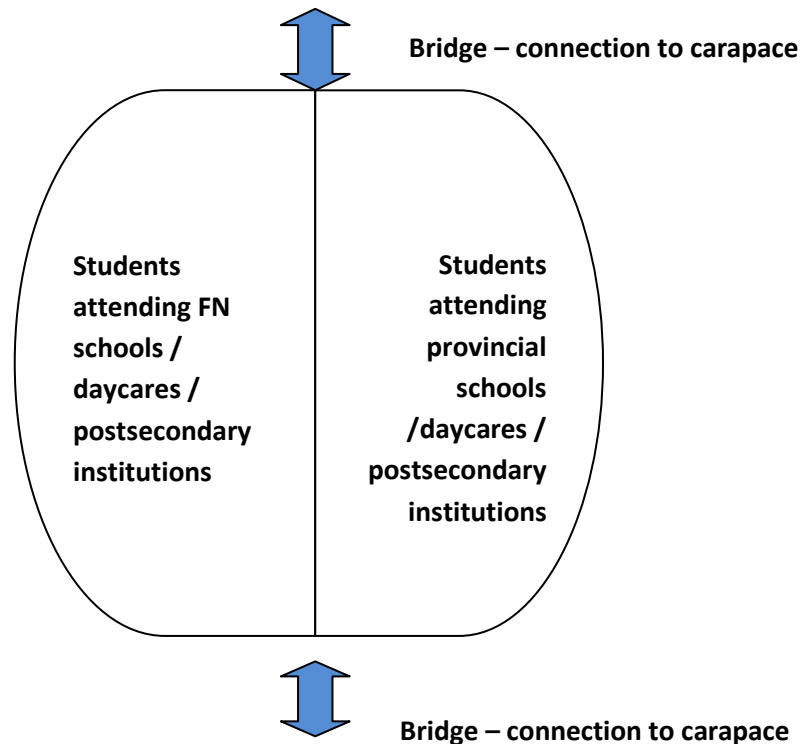 Bridge – connection to carapace
Students
attending FN
schools /
daycares /
postsecondary
institutions
Students
attending
provincial
schools
/daycares /
postsecondary
institutions
Bridge – connection to carapace